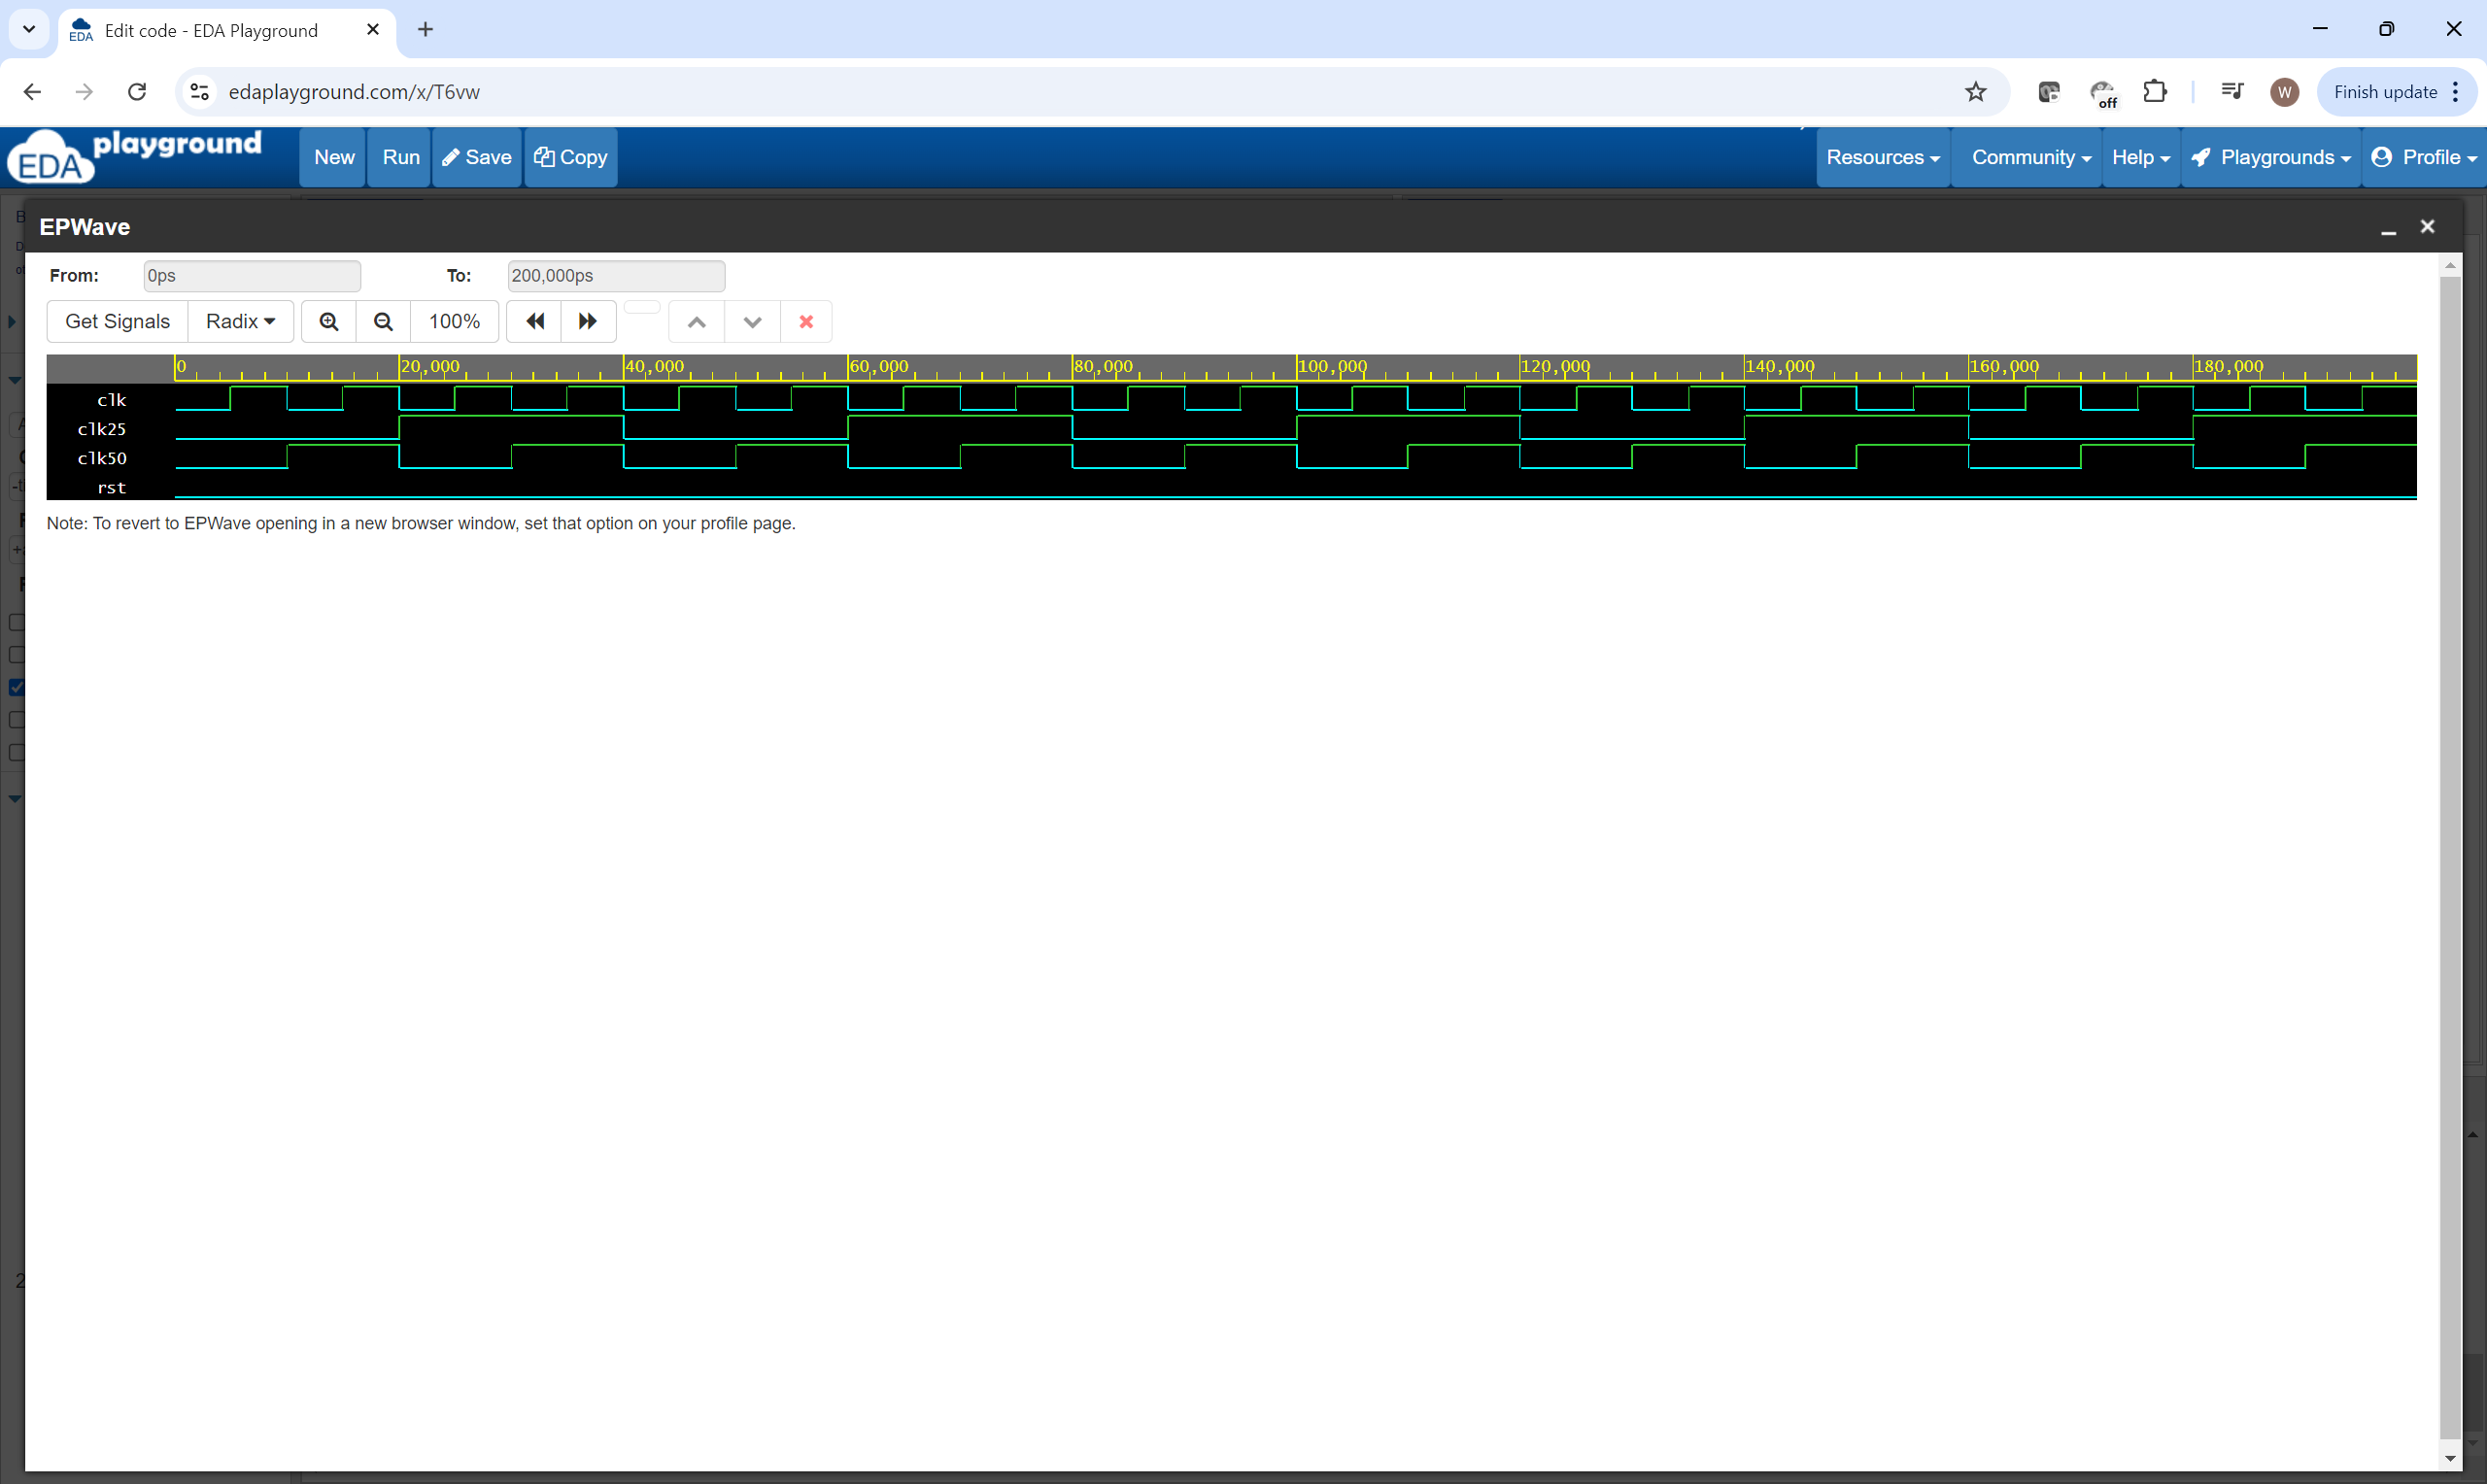 Edit code - EDA Playground
edaplayground.com/x/T6vw
off
W
Finish update
EDA playground
New
Run
Save
Copy
Resources
Community
Help
Playgrounds
Profile
EPWave
From:
0ps
To:
200,000ps
Get Signals
Radix
100%
0
20,000
40,000
60,000
80,000
100,000
120,000
140,000
160,000
180,000
clk
clk25
clk50
rst
Note: To revert to EPWave opening in a new browser window, set that option on your profile page.